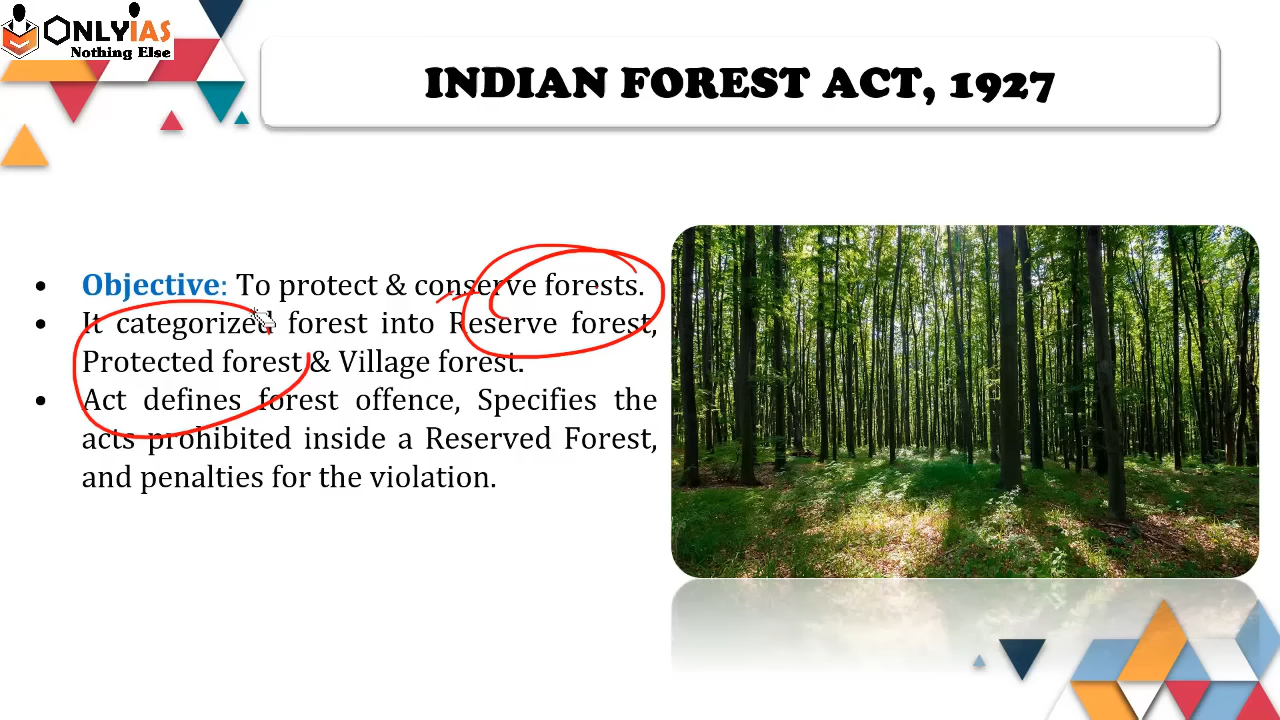 ONLYIAS
Nothing Else
INDIAN FOREST ACT, 1927
• Objective: To protect & conserve forests.
• It categorized forest into Reserve forest,
Protected forest & Village forest.
• Act defines forest offence, Specifies the
acts prohibited inside a Reserved Forest,
and penalties for the violation.